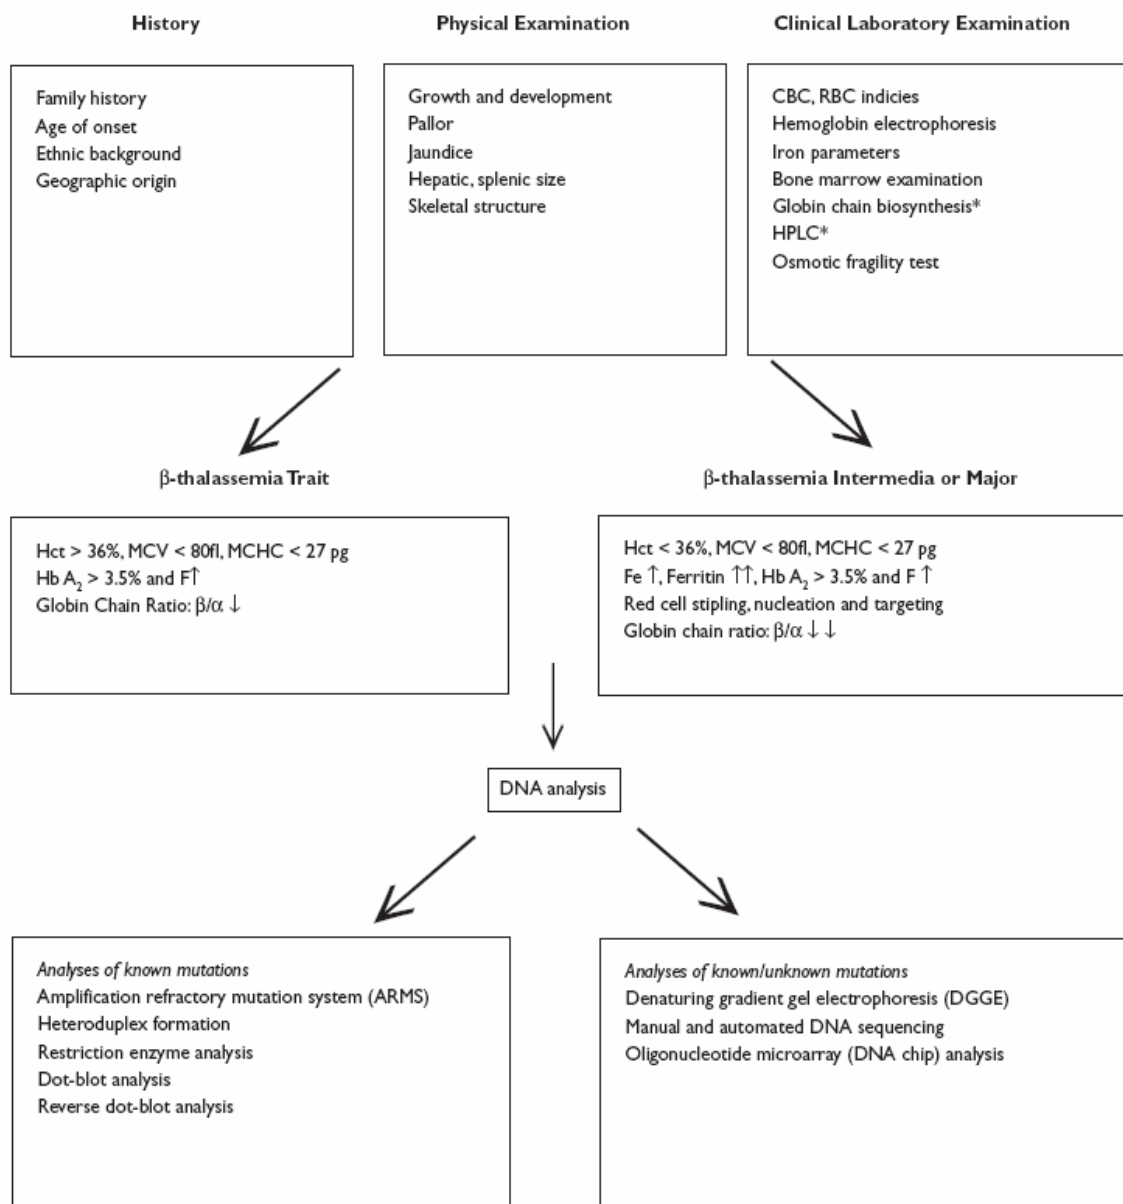 History
Family history
Age of onset
Ethnic background
Geographic origin
Physical Examination
Growth and development
Pallor
Jaundice
Hepatic, splenic size
Skeletal structure
Clinical Laboratory Examination
CBC, RBC indicies
Hemoglobin electrophoresis
Iron parameters
Bone marrow examination
Globin chain biosynthesis*
HPLC*
Osmotic fragility test
β-thalassemia Trait
Hct > 36%, MCV < 80fl, MCHC < 27 pg
Hb A₂ > 3.5% and F↑
Globin Chain Ratio: β/α ↓
β-thalassemia Intermedia or Major
Hct < 36%, MCV < 80fl, MCHC < 27 pg
Fe ↑, Ferritin ↑↑, Hb A₂ > 3.5% and F ↑
Red cell stipling, nucleation and targeting
Globin chain ratio: β/α ↓ ↓
DNA analysis
Analyses of known mutations
Amplification refractory mutation system (ARMS)
Heteroduplex formation
Restriction enzyme analysis
Dot-blot analysis
Reverse dot-blot analysis
Analyses of known/unknown mutations
Denaturing gradient gel electrophoresis (DGGE)
Manual and automated DNA sequencing
Oligonucleotide microarray (DNA chip) analysis